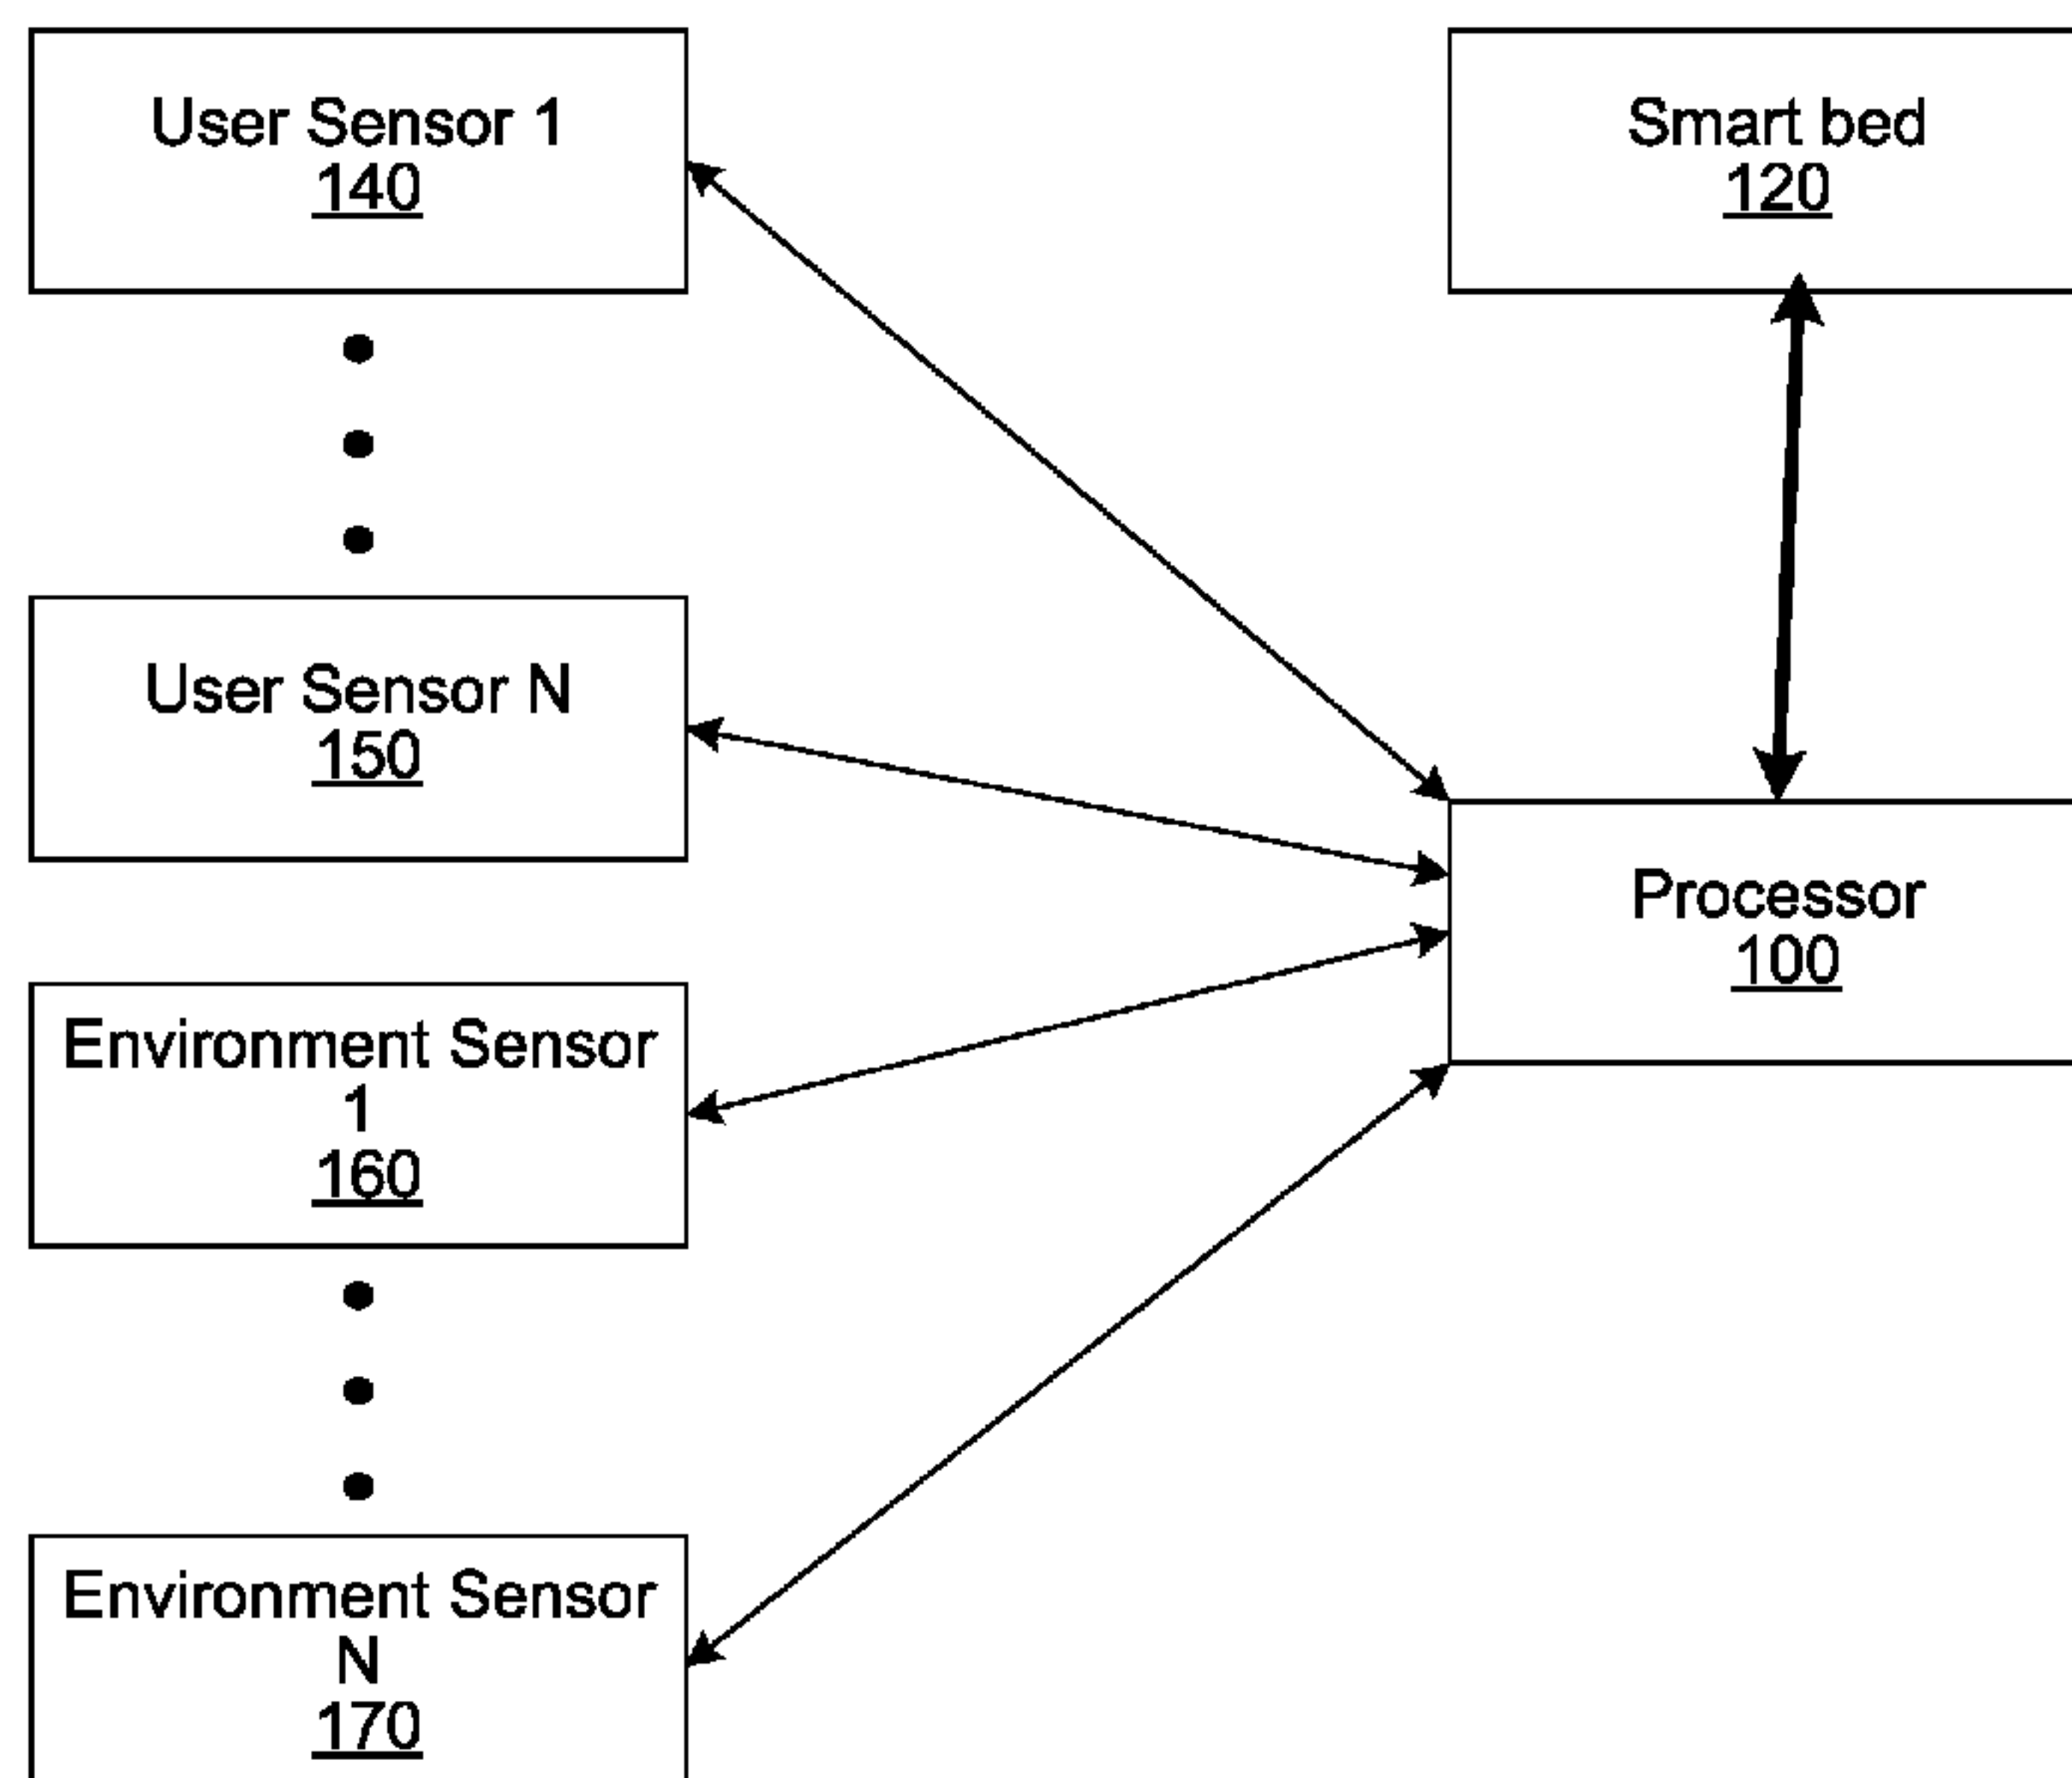 User Sensor 1
140
Smart bed
120
User Sensor N
150
Processor
100
Environment Sensor
1
160
Environment Sensor
N
170